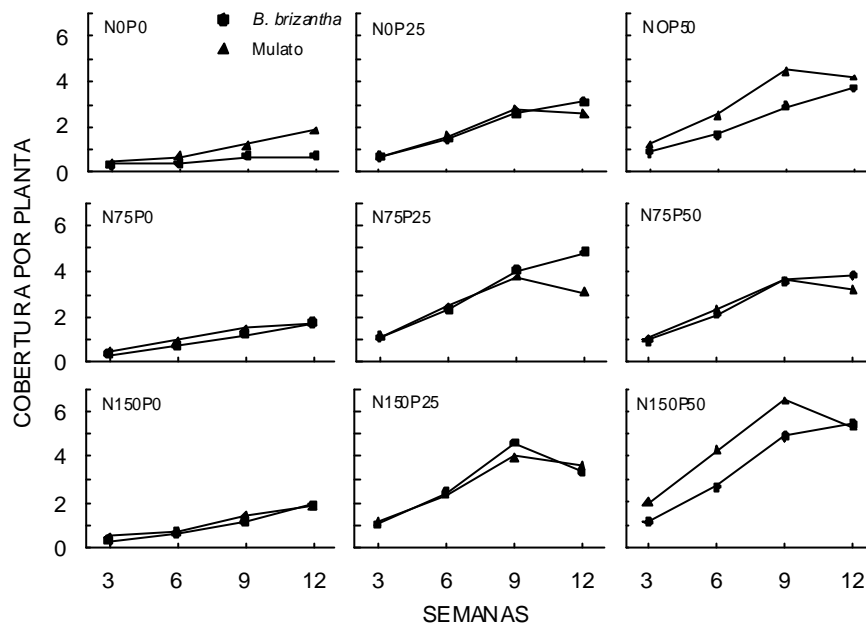 N0P0
B. brizantha
Mulato
N0P25
NOP50
6
4
2
0
N75P0
N75P25
N75P50
6
4
2
0
N150P0
N150P25
N150P50
6
4
2
0
3 6 9 12
3 6 9 12
3 6 9 12
SEMANAS
COBERTURA POR PLANTA